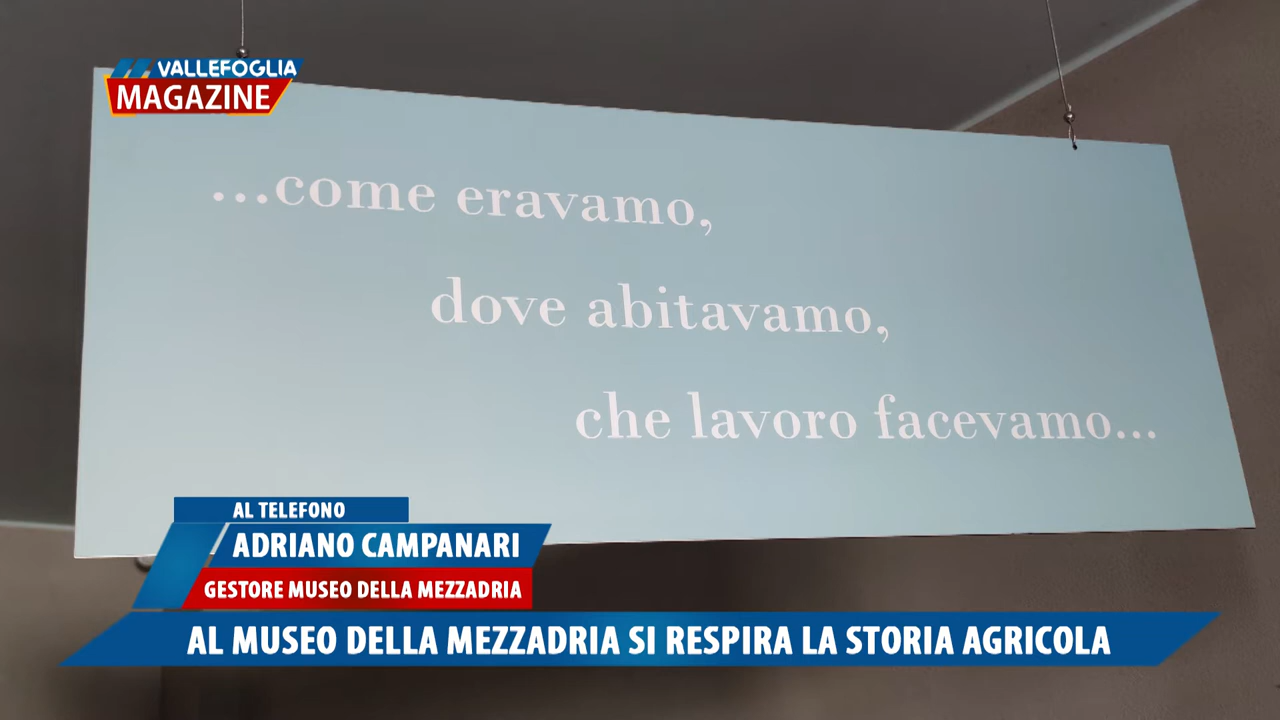 VALLEFOGLIA
MAGAZINE
...come eravamo,
dove abitavamo,
che lavoro facevamo...
AL TELEFONO
ADRIANO CAMPANARI
GESTORE MUSEO DELLA MEZZADRIA
AL MUSEO DELLA MEZZADRIA SI RESPIRA LA STORIA AGRICOLA